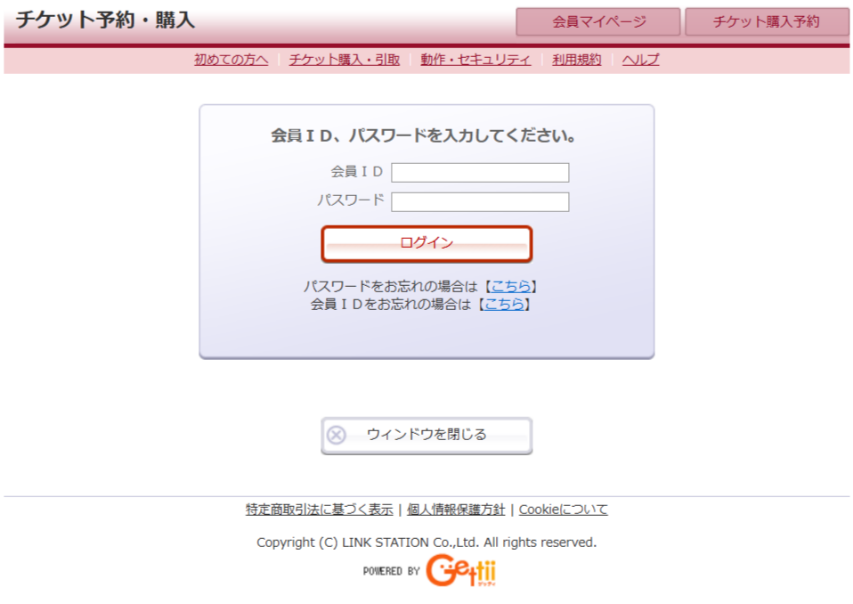 チケット予約・購入
会員マイページ
チケット購入予約
初めての方へ | チケット購入・引取 | 動作・セキュリティ | 利用規約 | ヘルプ
会員ＩＤ、パスワードを入力してください。
会員ＩＤ
パスワード
ログイン
パスワードをお忘れの場合は【こちら】
会員ＩＤをお忘れの場合は【こちら】
ウィンドウを閉じる
特定商取引法に基づく表示 | 個人情報保護方針 | Cookieについて
Copyright (C) LINK STATION Co.,Ltd. All rights reserved.
POWERED BY Gettii